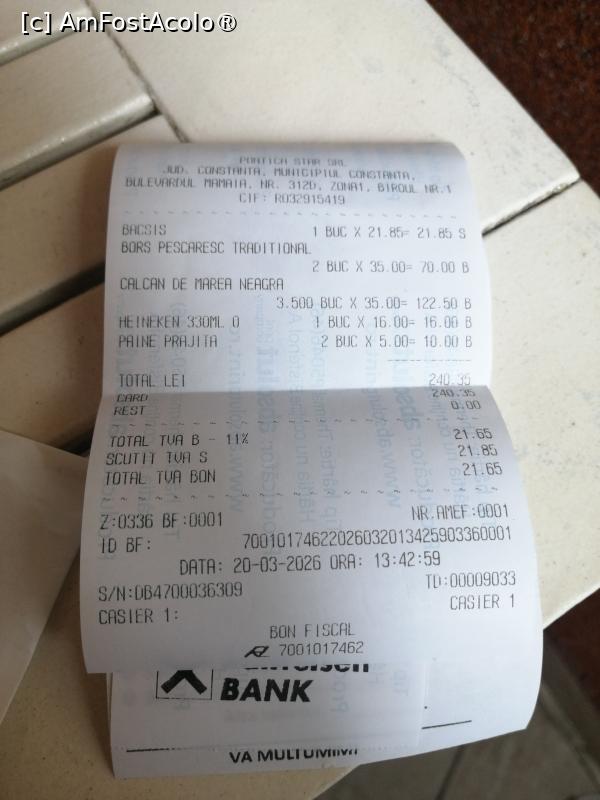 [c] AmFostAcolo®
PONTICA STAR SRL
JUD. CONSTANTA, MUNICIPIUL CONSTANTA,
BULEVARDUL MAMAIA, NR. 312D, ZONA1, BIROUL NR.1
CIF: RO32915419
BACSIS 1 BUC X 21.85= 21.85 S
BORS PESCARESC TRADITIONAL
2 BUC X 35.00= 70.00 B
CALCAN DE MAREA NEAGRA
3.500 BUC X 35.00= 122.50 B
HEINEKEN 330ML 0 1 BUC X 16.00= 16.00 B
PAINE PRAJITA 2 BUC X 5.00= 10.00 B
TOTAL LEI 240.35
CARD 240.35
REST 0.00
TOTAL TVA B - 11% 21.65
SCUTIT TVA S 21.85
TOTAL TVA BON 21.65
Z:0336 BF:0001 NR.AMEF:0001
ID BF: 70010174622026032013425903360001
DATA: 20-03-2026 ORA: 13:42:59
S/N:DB4700036309 TD:00009033
CASIER 1: CASIER 1
BON FISCAL
7001017462
BANK
VA MULTUMIM!